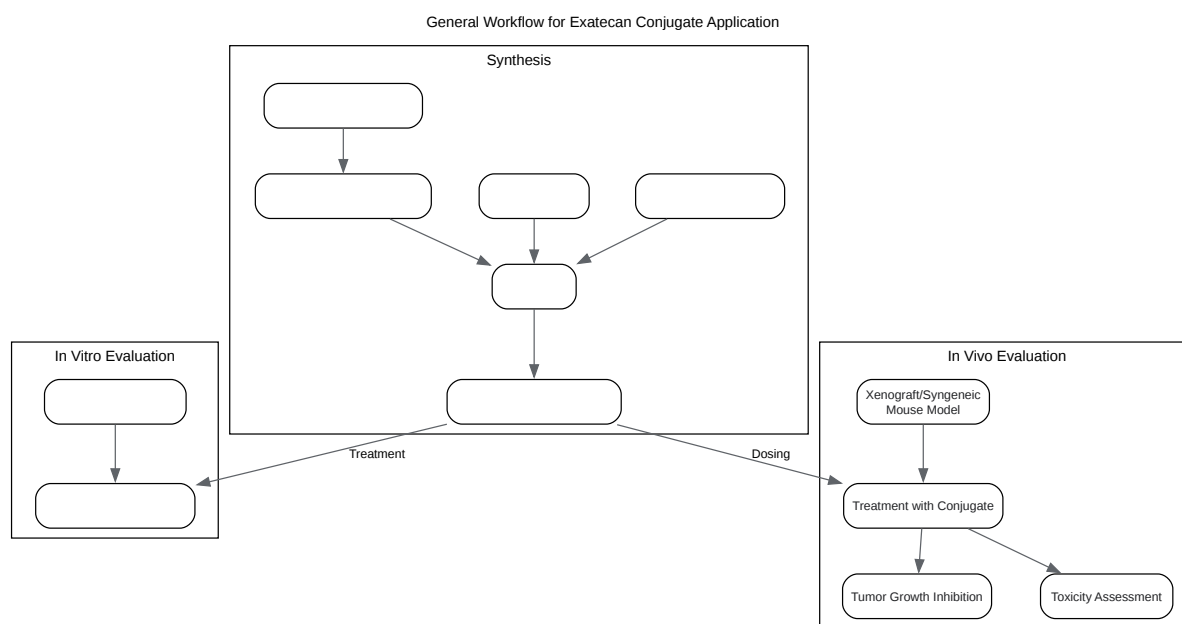 General Workflow for Exatecan Conjugate Application
Synthesis
In Vitro Evaluation
Treatment
Dosing
In Vivo Evaluation
Xenograft/Syngeneic
Mouse Model
Treatment with Conjugate
Tumor Growth Inhibition
Toxicity Assessment